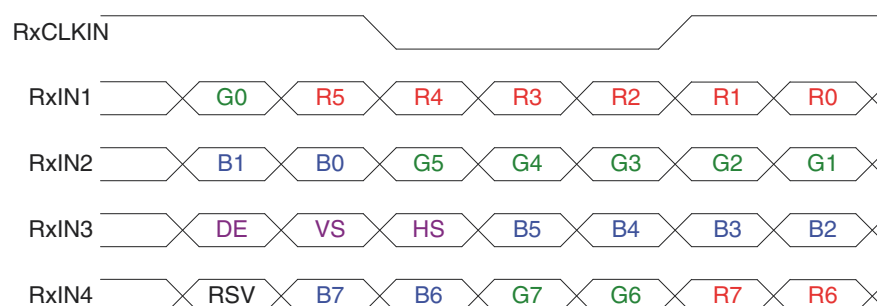 RxCLKIN
RxIN1 G0 R5 R4 R3 R2 R1 R0
RxIN2 B1 B0 G5 G4 G3 G2 G1
RxIN3 DE VS HS B5 B4 B3 B2
RxIN4 RSV B7 B6 G7 G6 R7 R6